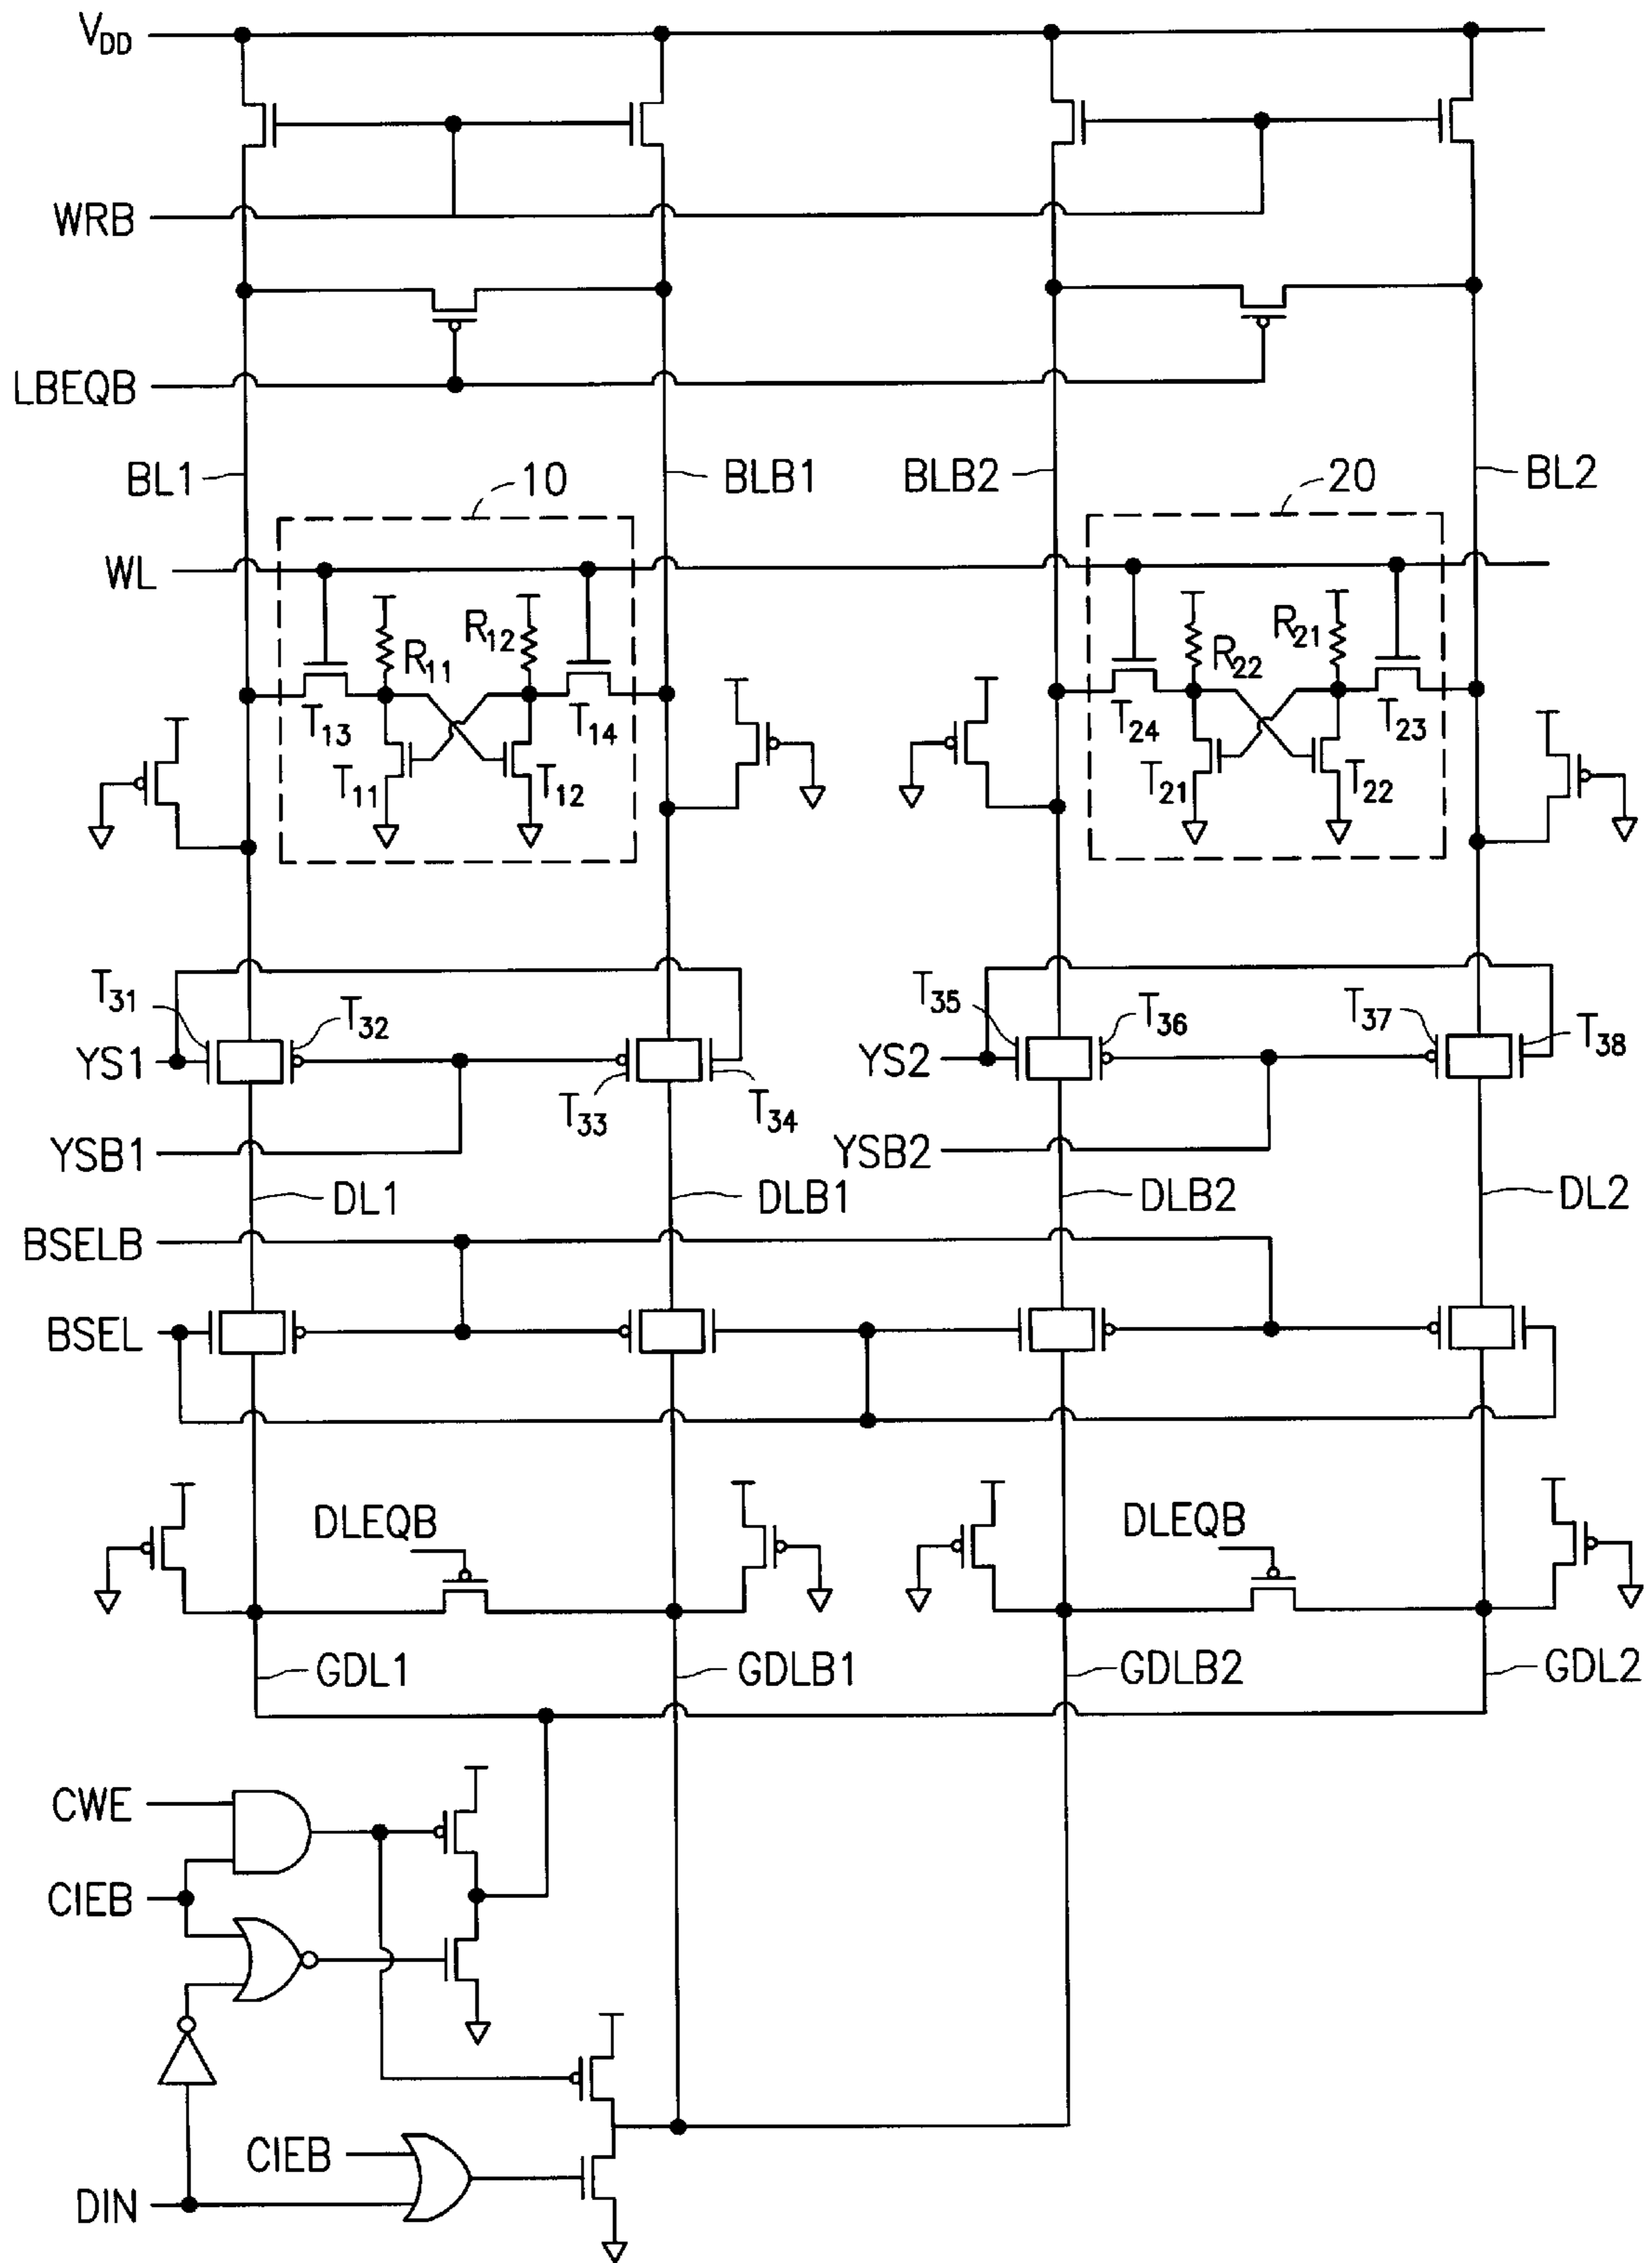 VDD
WRB
LBEQB
BL1
10
BLB1
BLB2
20
BL2
WL
R11
R12
R22
R21
T13
T14
T24
T23
T11
T12
T21
T22
T31
T32
T35
T36
T37
T38
YS1
YS2
T33
T34
YSB1
YSB2
DL1
DLB1
DLB2
DL2
BSELB
BSEL
DLEQB
DLEQB
GDL1
GDLB1
GDLB2
GDL2
CWE
CIEB
CIEB
DIN